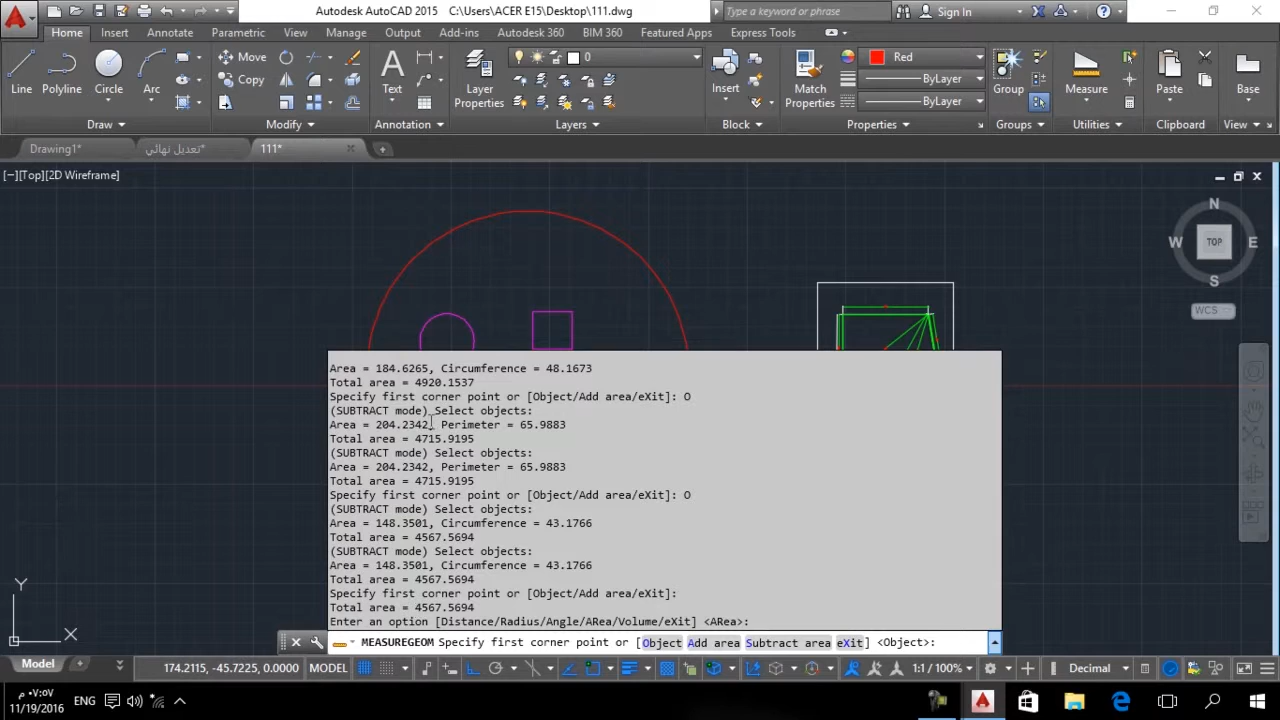 Autodesk AutoCAD 2015 C:\Users\ACER E15\Desktop\111.dwg
Type a keyword or phrase
Sign In
Home Insert Annotate Parametric View Manage Output Add-ins Autodesk 360 BIM 360 Featured Apps Express Tools
Line Polyline Circle Arc
Move
Copy
Text
Layer Properties
0
Insert
Match Properties
Red
ByLayer
ByLayer
Group
Measure
Paste
Base
Draw Modify Annotation Layers Block Properties Groups Utilities Clipboard View
Drawing1* تعديل نهائي* 111*
[−][Top][2D Wireframe]
N
W TOP E
S
WCS
Area = 184.6265, Circumference = 48.1673
Total area = 4920.1537
Specify first corner point or [Object/Add area/eXit]: O
(SUBTRACT mode) Select objects:
Area = 204.2342, Perimeter = 65.9883
Total area = 4715.9195
(SUBTRACT mode) Select objects:
Area = 204.2342, Perimeter = 65.9883
Total area = 4715.9195
Specify first corner point or [Object/Add area/eXit]: O
(SUBTRACT mode) Select objects:
Area = 148.3501, Circumference = 43.1766
Total area = 4567.5694
(SUBTRACT mode) Select objects:
Area = 148.3501, Circumference = 43.1766
Total area = 4567.5694
Specify first corner point or [Object/Add area/eXit]:
Total area = 4567.5694
Enter an option [Distance/Radius/Angle/ARea/Volume/eXit] <ARea>:
MEASUREGEOM Specify first corner point or [Object Add area Subtract area eXit] <Object>:
Y
X
Model
174.2115, -45.7225, 0.0000 MODEL
1:1 / 100%
Decimal
ENG
م ٠٧:٥٧
11/19/2016